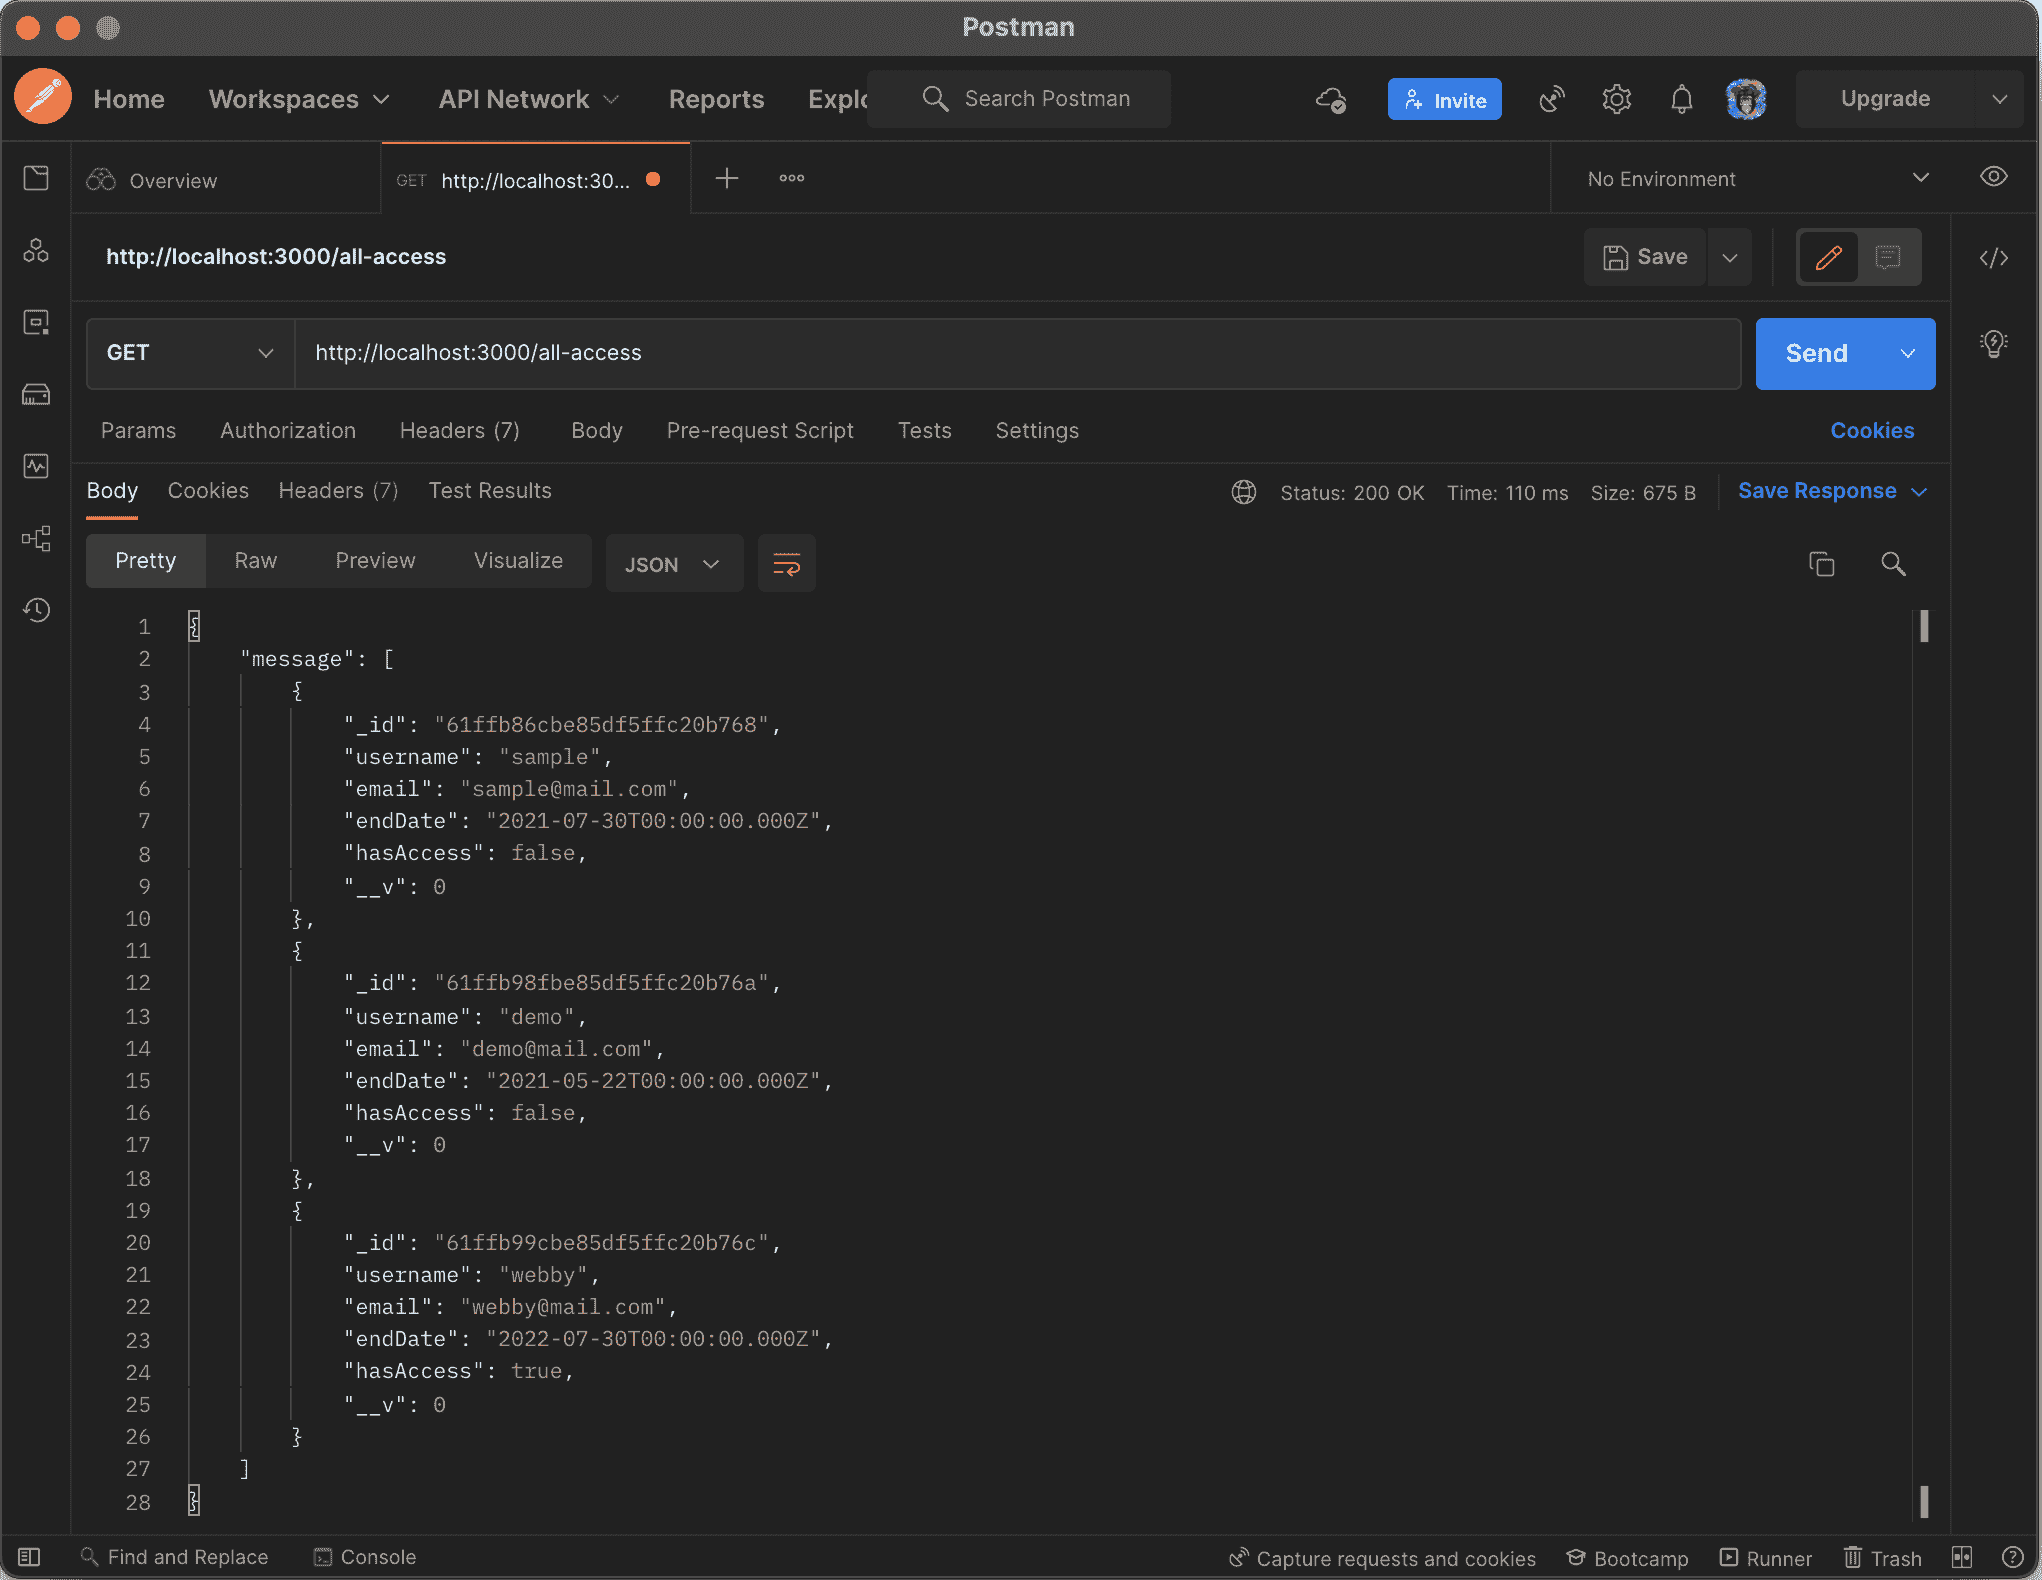 Postman
Home Workspaces API Network Reports Explo Search Postman Invite Upgrade
Overview GET http://localhost:30... No Environment
http://localhost:3000/all-access Save
GET http://localhost:3000/all-access Send
Params Authorization Headers (7) Body Pre-request Script Tests Settings Cookies
Body Cookies Headers (7) Test Results Status: 200 OK Time: 110 ms Size: 675 B Save Response
Pretty Raw Preview Visualize JSON
1 {
2 "message": [
3 {
4 "_id": "61ffb86cbe85df5ffc20b768",
5 "username": "sample",
6 "email": "sample@mail.com",
7 "endDate": "2021-07-30T00:00:00.000Z",
8 "hasAccess": false,
9 "__v": 0
10 },
11 {
12 "_id": "61ffb98fbe85df5ffc20b76a",
13 "username": "demo",
14 "email": "demo@mail.com",
15 "endDate": "2021-05-22T00:00:00.000Z",
16 "hasAccess": false,
17 "__v": 0
18 },
19 {
20 "_id": "61ffb99cbe85df5ffc20b76c",
21 "username": "webby",
22 "email": "webby@mail.com",
23 "endDate": "2022-07-30T00:00:00.000Z",
24 "hasAccess": true,
25 "__v": 0
26 }
27 ]
28 }
Find and Replace Console Capture requests and cookies Bootcamp Runner Trash